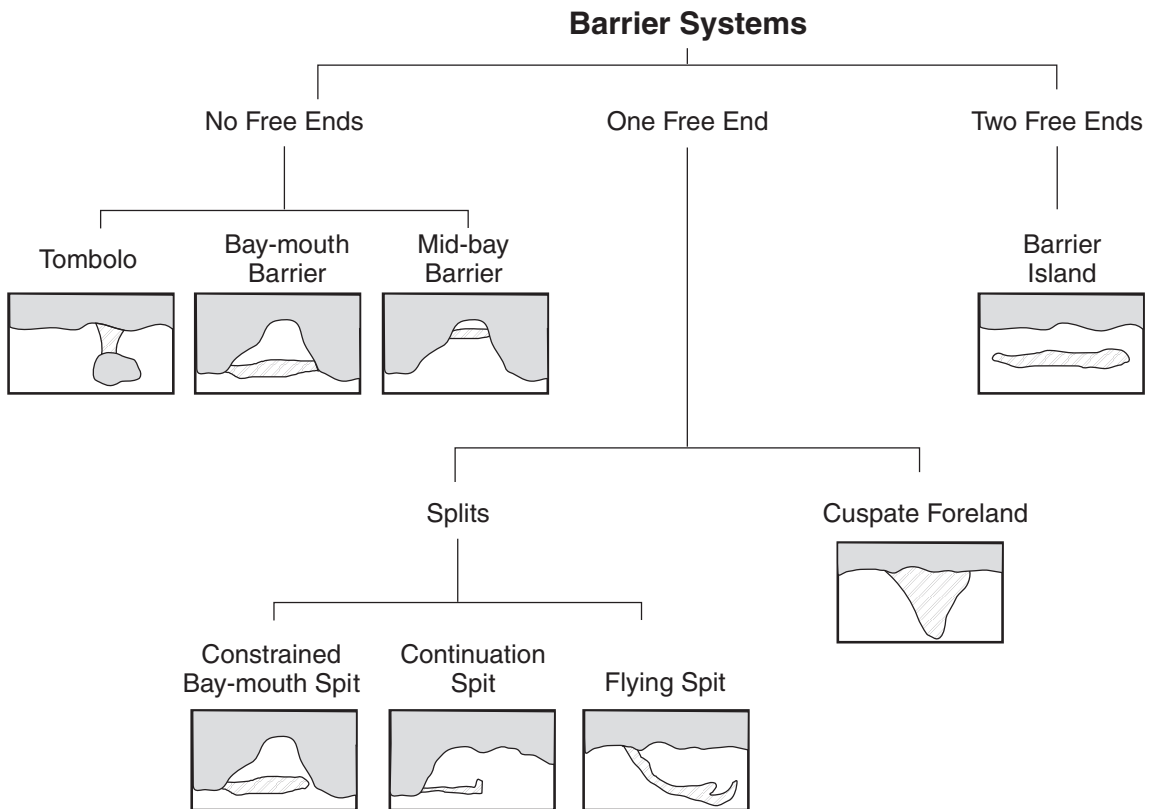 Barrier Systems
No Free Ends
One Free End
Two Free Ends
Tombolo
Bay-mouth
Barrier
Mid-bay
Barrier
Barrier
Island
Splits
Cuspate Foreland
Constrained
Bay-mouth Spit
Continuation
Spit
Flying Spit